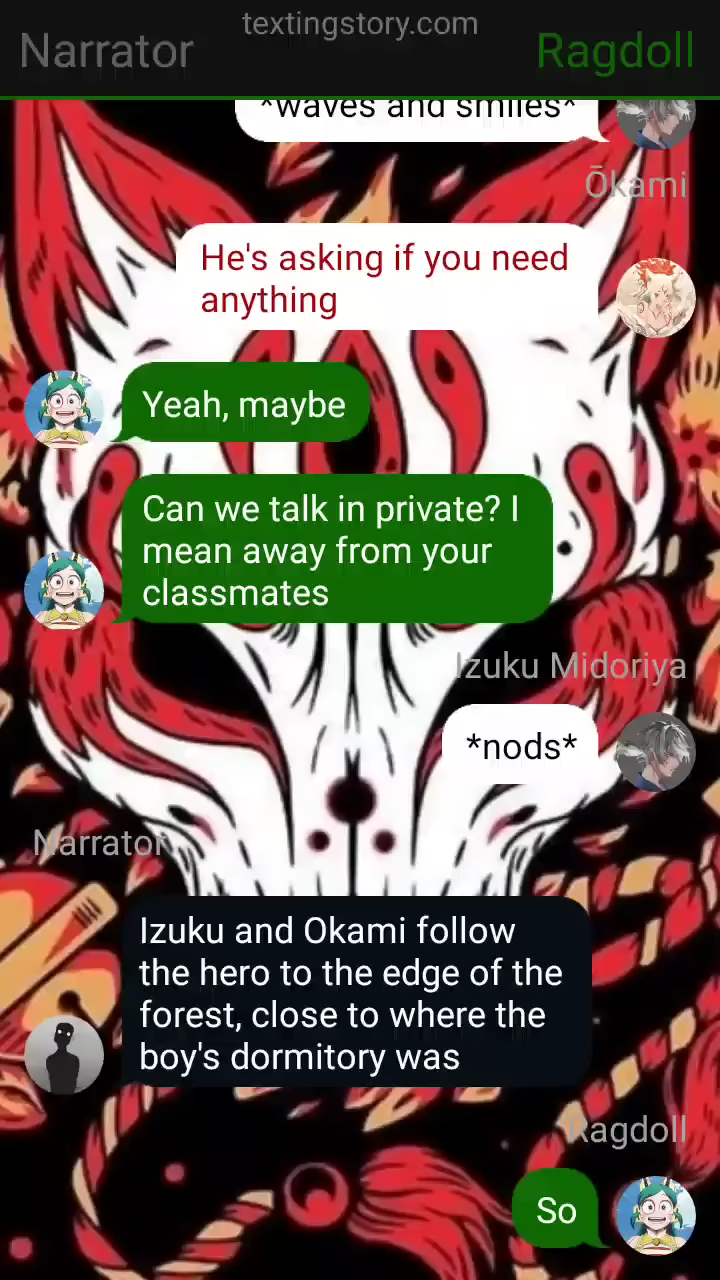 textingstory.com
Narrator
Ragdoll
*waves and smiles*
Ōkami
He's asking if you need
anything
Yeah, maybe
Can we talk in private? I
mean away from your
classmates
Izuku Midoriya
*nods*
Narrator
Izuku and Okami follow
the hero to the edge of the
forest, close to where the
boy's dormitory was
Ragdoll
So